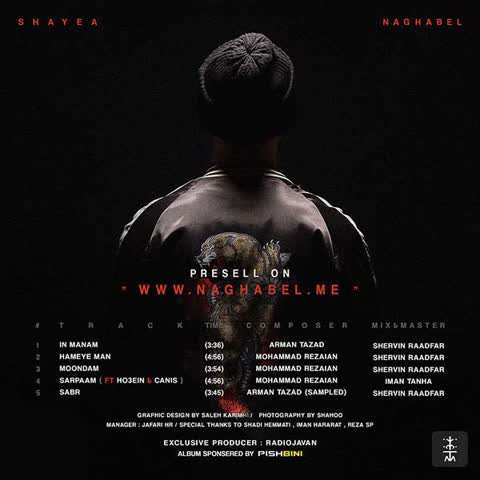 SHAYEA NAGHABEL
PRESELL ON
" WWW.NAGHABEL.ME "
# TRACK TIME COMPOSER MIX&MASTER
1 IN MANAM (3:36) ARMAN TAZAD SHERVIN RAADFAR
2 HAMEYE MAN (4:56) MOHAMMAD REZAIAN SHERVIN RAADFAR
3 MOONDAM (3:54) MOHAMMAD REZAIAN SHERVIN RAADFAR
4 SARPAAM ( FT HO3EIN & CANIS ) (4:56) MOHAMMAD REZAIAN IMAN TANHA
5 SABR (3:45) ARMAN TAZAD (SAMPLED) SHERVIN RAADFAR
GRAPHIC DESIGN BY SALEH KARIMI / PHOTOGRAPHY BY SHAHOO
MANAGER : JAFARI HR / SPECIAL THANKS TO SHADI HEMMATI , IMAN HARARAT , REZA SP
EXCLUSIVE PRODUCER : RADIOJAVAN
ALBUM SPONSERED BY PISHBINI